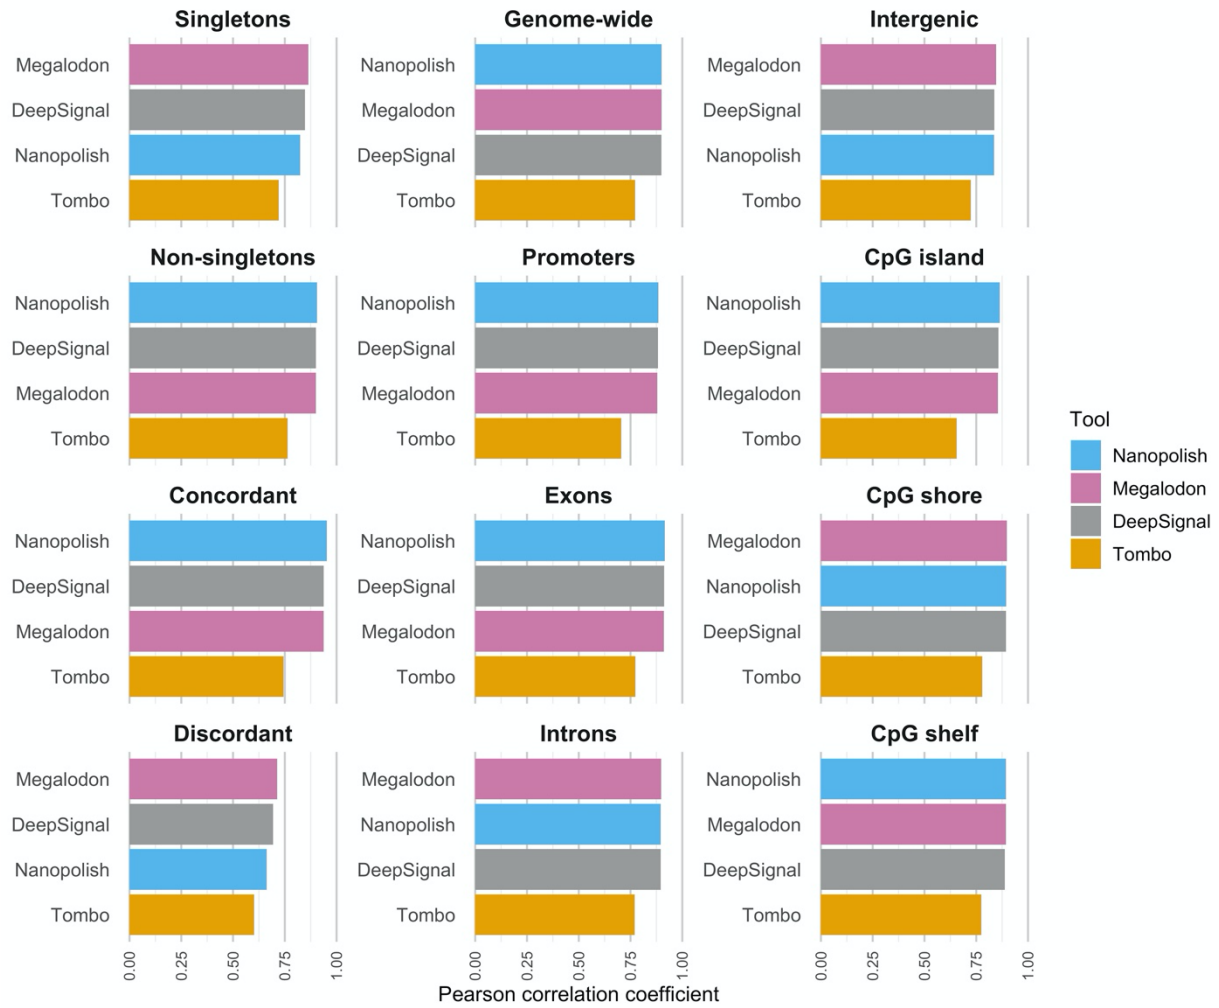 Singletons
Megalodon
DeepSignal
Nanopolish
Tombo
Genome-wide
Nanopolish
Megalodon
DeepSignal
Tombo
Intergenic
Megalodon
DeepSignal
Nanopolish
Tombo
Non-singletons
Nanopolish
DeepSignal
Megalodon
Tombo
Promoters
Nanopolish
DeepSignal
Megalodon
Tombo
CpG island
Nanopolish
DeepSignal
Megalodon
Tombo
Concordant
Nanopolish
DeepSignal
Megalodon
Tombo
Exons
Nanopolish
DeepSignal
Megalodon
Tombo
CpG shore
Megalodon
Nanopolish
DeepSignal
Tombo
Discordant
Megalodon
DeepSignal
Nanopolish
Tombo
0.00 0.25 0.50 0.75 1.00
Introns
Megalodon
Nanopolish
DeepSignal
Tombo
0.00 0.25 0.50 0.75 1.00
CpG shelf
Nanopolish
Megalodon
DeepSignal
Tombo
0.00 0.25 0.50 0.75 1.00
Pearson correlation coefficient
Tool
Nanopolish
Megalodon
DeepSignal
Tombo